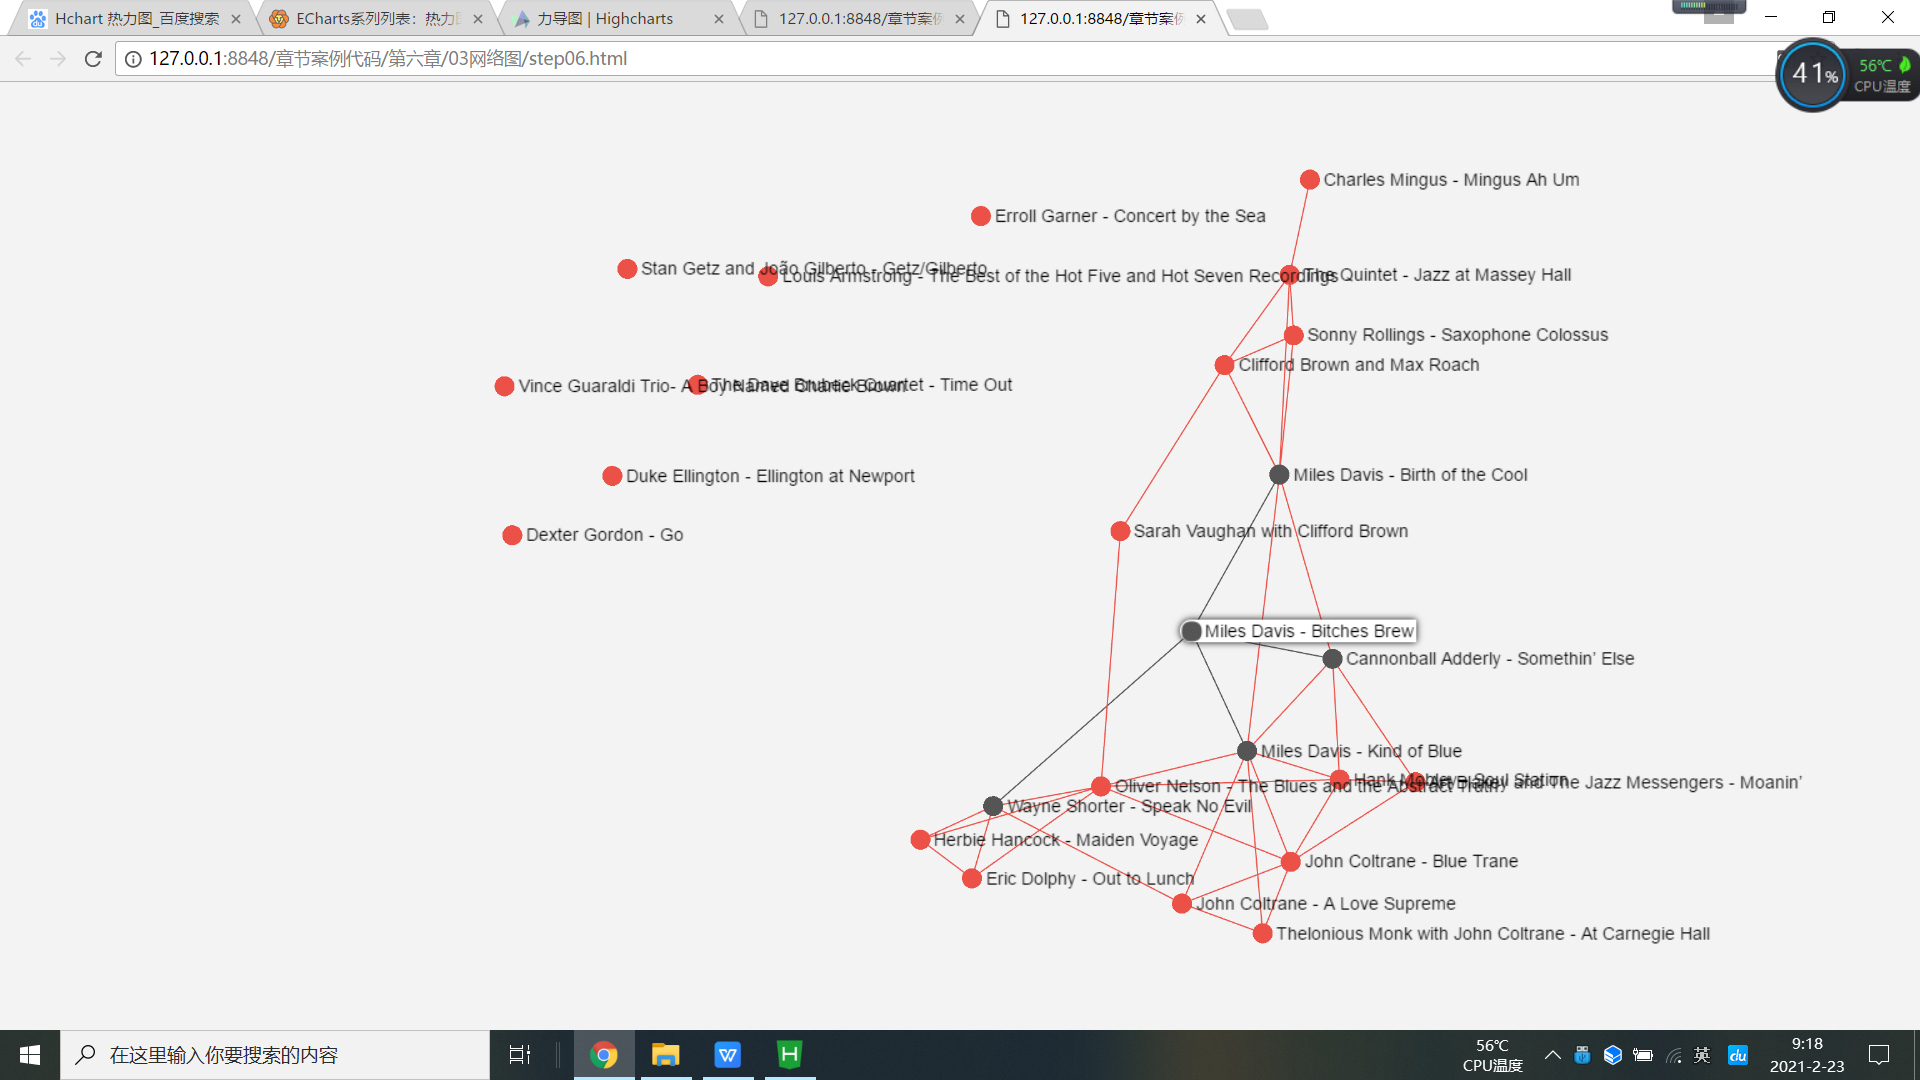 Hchart 热力图_百度搜索
ECharts系列列表：热力
力导图 | Highcharts
127.0.0.1:8848/章节案例
127.0.0.1:8848/章节案例
127.0.0.1:8848/章节案例代码/第六章/03网络图/step06.html
41%
56℃
CPU温度
Charles Mingus - Mingus Ah Um
Erroll Garner - Concert by the Sea
Stan Getz and João Gilberto - Getz/Gilberto
Louis Armstrong - The Best of the Hot Five and Hot Seven Recordings
The Quintet - Jazz at Massey Hall
Sonny Rollings - Saxophone Colossus
Clifford Brown and Max Roach
Vince Guaraldi Trio- A Boy Named Charlie Brown
The Dave Brubeck Quartet - Time Out
Duke Ellington - Ellington at Newport
Miles Davis - Birth of the Cool
Dexter Gordon - Go
Sarah Vaughan with Clifford Brown
Miles Davis - Bitches Brew
Cannonball Adderly - Somethin’ Else
Miles Davis - Kind of Blue
Hank Mobley - Soul Station
Art Blakey and The Jazz Messengers - Moanin’
Oliver Nelson - The Blues and the Abstract Truth
Wayne Shorter - Speak No Evil
Herbie Hancock - Maiden Voyage
John Coltrane - Blue Trane
Eric Dolphy - Out to Lunch
John Coltrane - A Love Supreme
Thelonious Monk with John Coltrane - At Carnegie Hall
在这里输入你要搜索的内容
56℃
CPU温度
英
du
9:18
2021-2-23